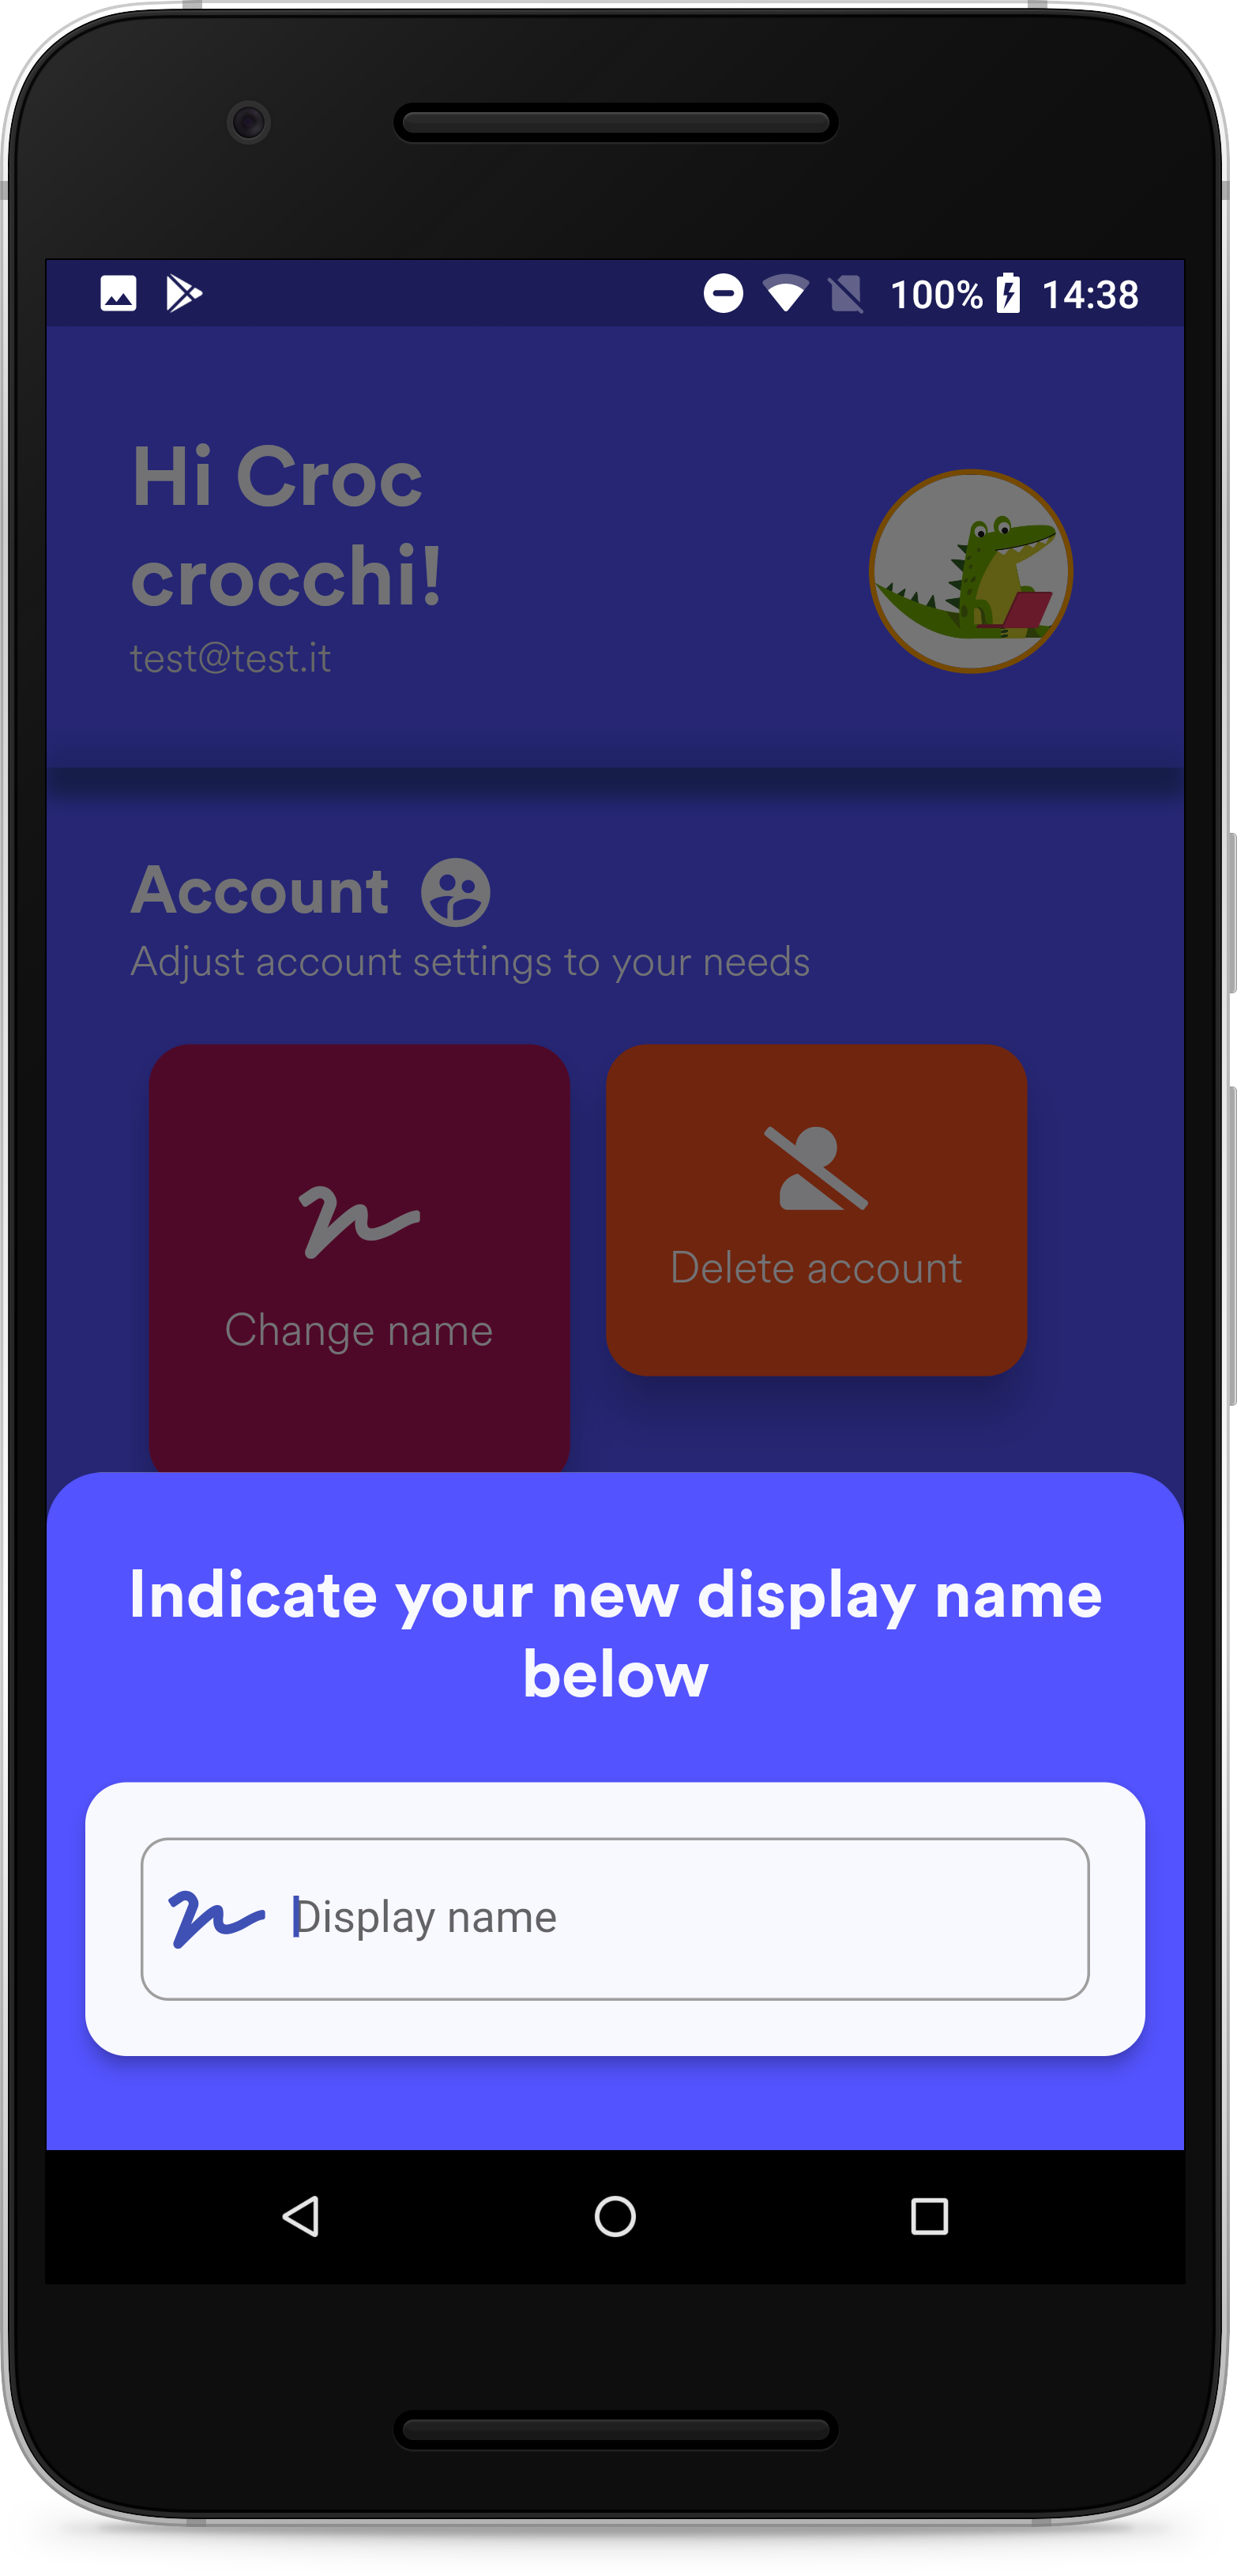 100% 14:38
Hi Croc
crocchi!
test@test.it
Account
Adjust account settings to your needs
Change name
Delete account
Indicate your new display name
below
Display name